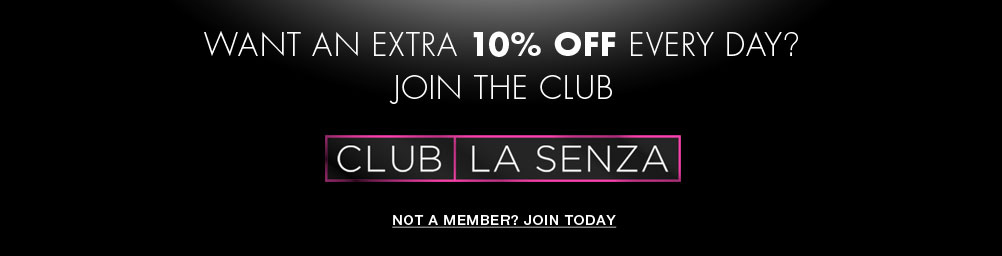 WANT AN EXTRA 10% OFF EVERY DAY?
JOIN THE CLUB
CLUB LA SENZA
NOT A MEMBER? JOIN TODAY